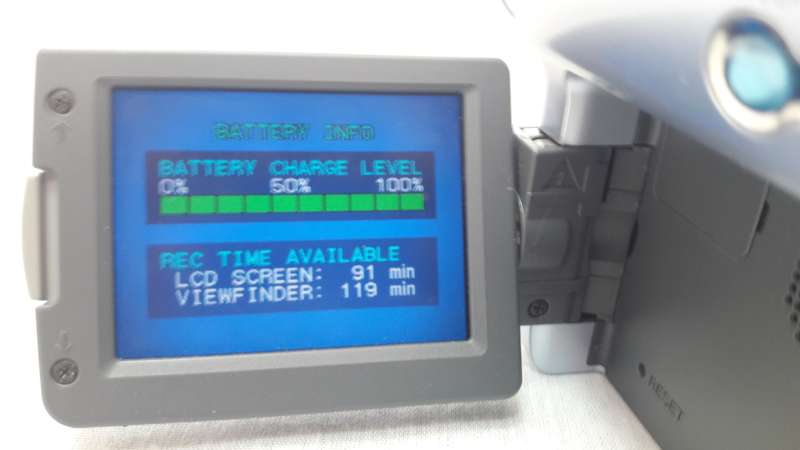 BATTERY INFO
BATTERY CHARGE LEVEL
0% 50% 100%
REC TIME AVAILABLE
LCD SCREEN: 91 min
VIEWFINDER: 119 min
RESET